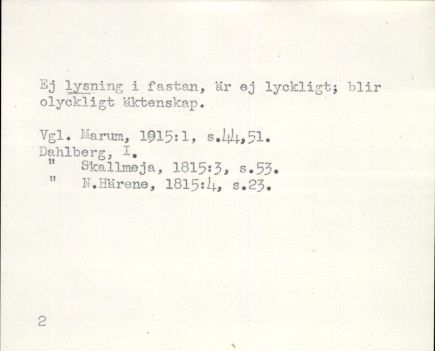 Ej lysning i fastan, är ej lyckligt; blir
olyckligt äktenskap.
Vgl. Marum, 1915:1, s.44,51.
Dahlberg, I.
" Skallmeja, 1815:3, s.53.
" N.Härene, 1815:4, s.23.
2